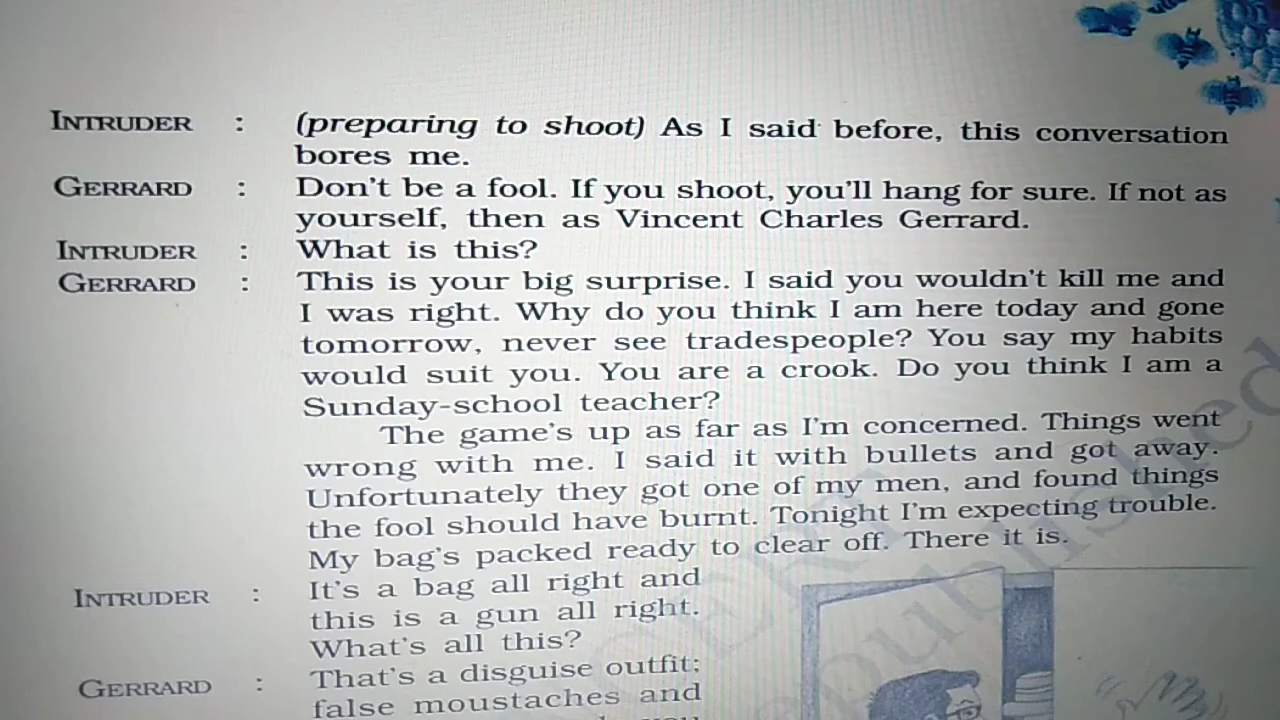 INTRUDER : (preparing to shoot) As I said before, this conversation
bores me.
GERRARD : Don't be a fool. If you shoot, you'll hang for sure. If not as
yourself, then as Vincent Charles Gerrard.
INTRUDER : What is this?
GERRARD : This is your big surprise. I said you wouldn't kill me and
I was right. Why do you think I am here today and gone
tomorrow, never see tradespeople? You say my habits
would suit you. You are a crook. Do you think I am a
Sunday-school teacher?
The game's up as far as I'm concerned. Things went
wrong with me. I said it with bullets and got away.
Unfortunately they got one of my men, and found things
the fool should have burnt. Tonight I'm expecting trouble.
My bag's packed ready to clear off. There it is.
INTRUDER : It's a bag all right and
this is a gun all right.
What's all this?
GERRARD : That's a disguise outfit;
false moustaches and